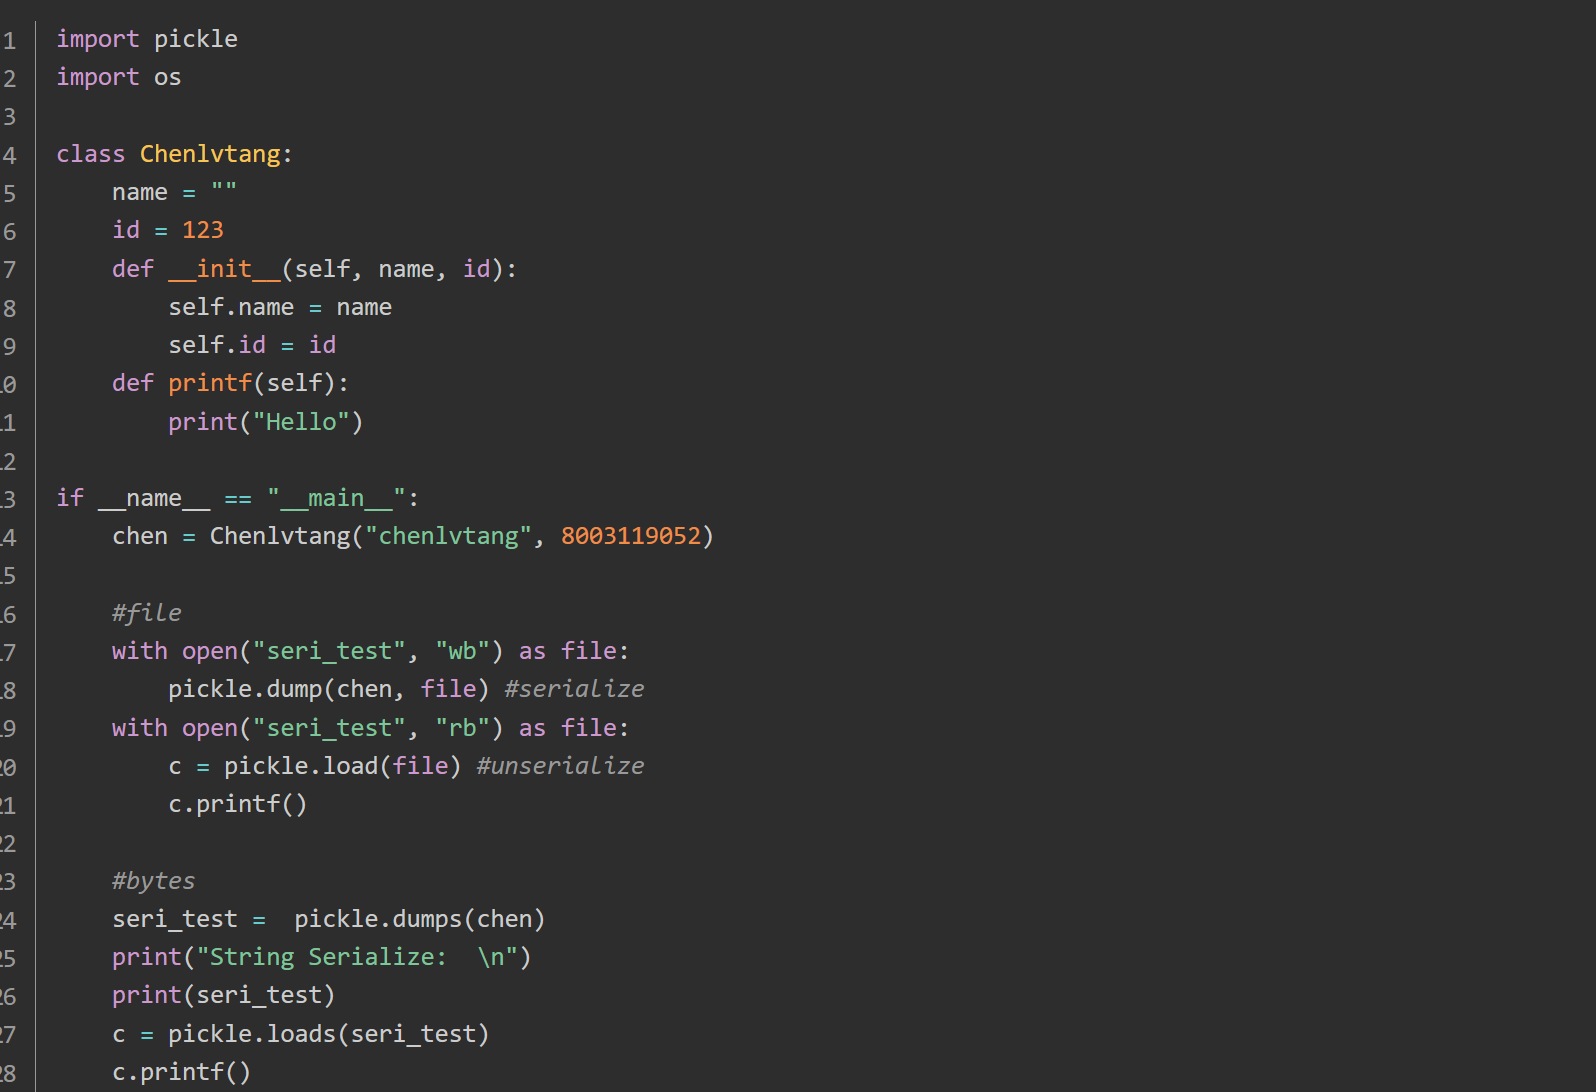 1 import pickle
2 import os
3
4 class Chenlvtang:
5     name = ""
6     id = 123
7     def __init__(self, name, id):
8         self.name = name
9         self.id = id
10     def printf(self):
11         print("Hello")
12
13 if __name__ == "__main__":
14     chen = Chenlvtang("chenlvtang", 8003119052)
15
16     #file
17     with open("seri_test", "wb") as file:
18         pickle.dump(chen, file) #serialize
19     with open("seri_test", "rb") as file:
20         c = pickle.load(file) #unserialize
21         c.printf()
22
23     #bytes
24     seri_test =  pickle.dumps(chen)
25     print("String Serialize:  \n")
26     print(seri_test)
27     c = pickle.loads(seri_test)
28     c.printf()